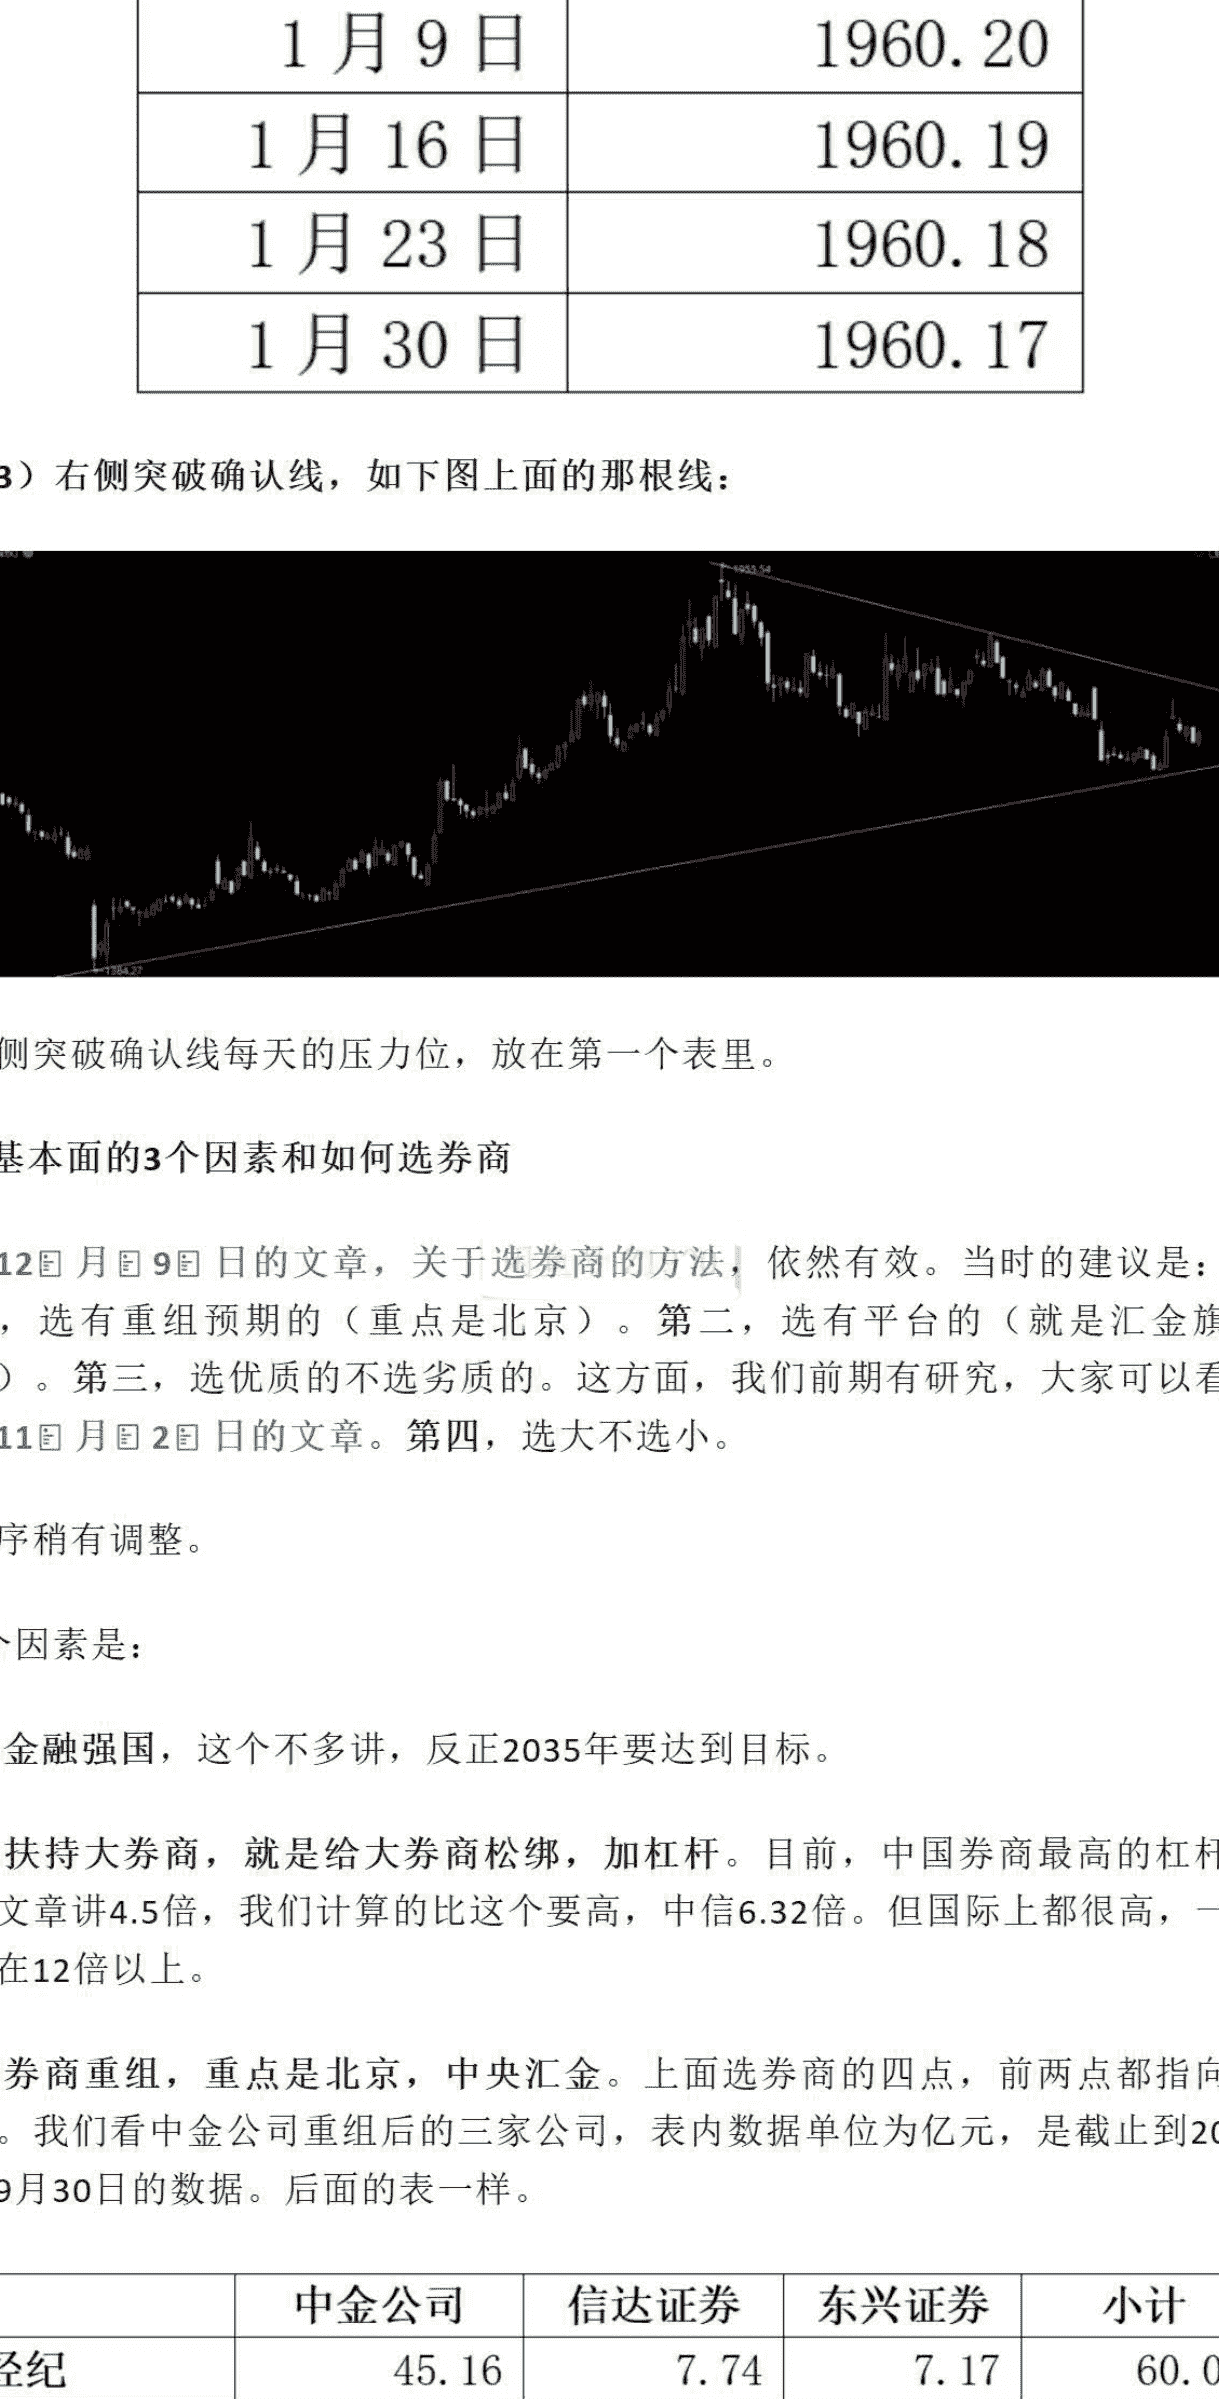 1月9日 1960.20
1月16日 1960.19
1月23日 1960.18
1月30日 1960.17
3）右侧突破确认线，如下图上面的那根线：
1955.54
侧突破确认线每天的压力位，放在第一个表里。
基本面的3个因素和如何选券商
12月9日的文章，关于选券商的方法，依然有效。当时的建议是：
，选有重组预期的（重点是北京）。第二，选有平台的（就是汇金旗
）。第三，选优质的不选劣质的。这方面，我们前期有研究，大家可以看
11月2日的文章。第四，选大不选小。
序稍有调整。
个因素是：
金融强国，这个不多讲，反正2035年要达到目标。
扶持大券商，就是给大券商松绑，加杠杆。目前，中国券商最高的杠杆
文章讲4.5倍，我们计算的比这个要高，中信6.32倍。但国际上都很高，一
在12倍以上。
券商重组，重点是北京，中央汇金。上面选券商的四点，前两点都指向
。我们看中金公司重组后的三家公司，表内数据单位为亿元，是截止到20
9月30日的数据。后面的表一样。
中金公司 信达证券 东兴证券 小计
经纪 45.16 7.74 7.17 60.0